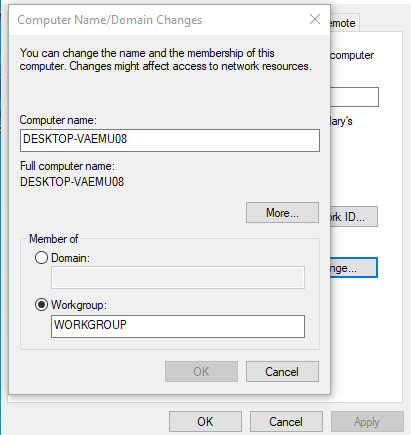 Computer Name/Domain Changes
You can change the name and the membership of this
computer. Changes might affect access to network resources.
Computer name:
DESKTOP-VAEMU08
Full computer name:
DESKTOP-VAEMU08
More...
Member of
Domain:
Workgroup:
WORKGROUP
OK
Cancel
emote
computer
lary's
rk ID...
nge...
OK
Cancel
Apply